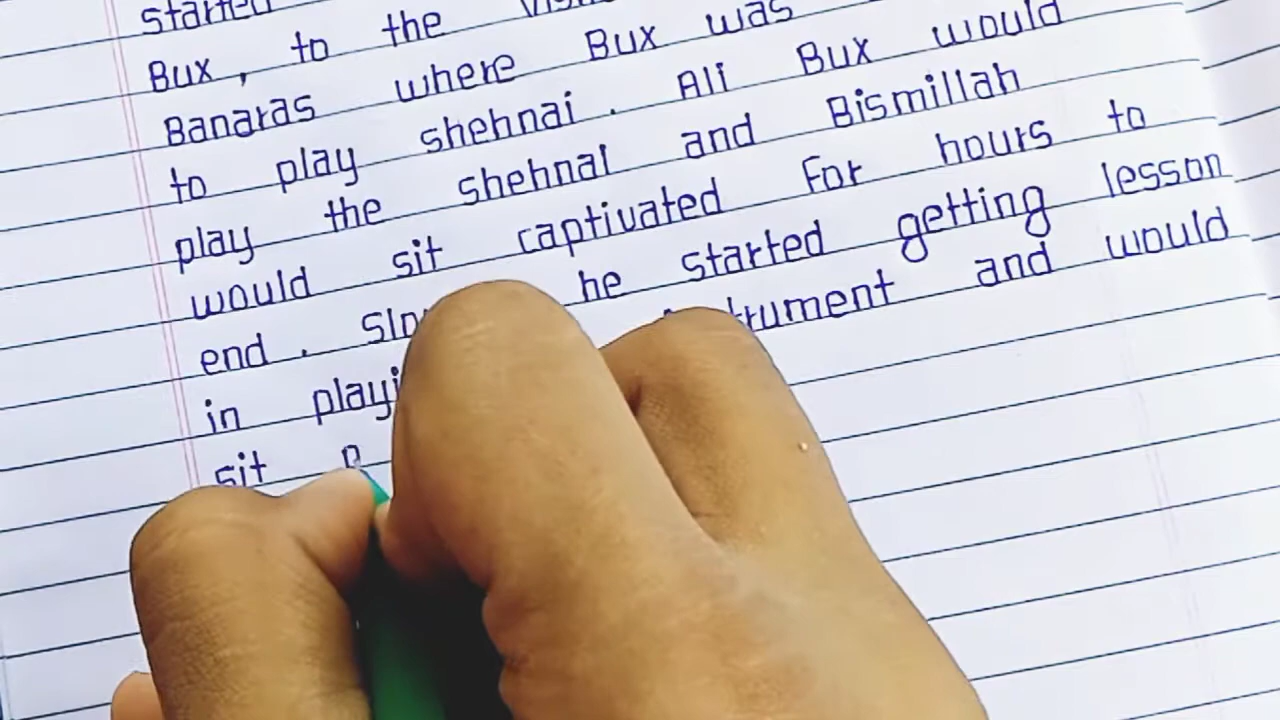 started
Bux, to the
Banaras where Bux was
to play shehnai. Ali Bux would
play the shehnai and Bismillah
would sit captivated For hours to
end. he started getting lesson
in and would
sit